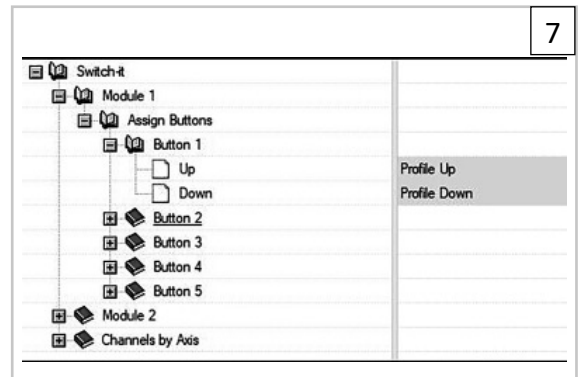 7
Switch-it
Module 1
Assign Buttons
Button 1
Up Profile Up
Down Profile Down
Button 2
Button 3
Button 4
Button 5
Module 2
Channels by Axis